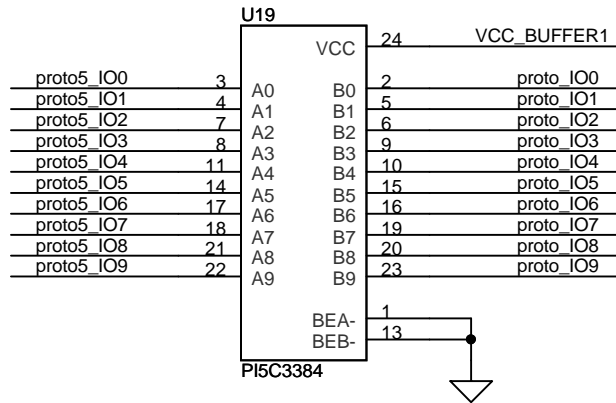 U19
VCC 24 VCC_BUFFER1
proto5_IO0 3 A0 B0 2 proto_IO0
proto5_IO1 4 A1 B1 5 proto_IO1
proto5_IO2 7 A2 B2 6 proto_IO2
proto5_IO3 8 A3 B3 9 proto_IO3
proto5_IO4 11 A4 B4 10 proto_IO4
proto5_IO5 14 A5 B5 15 proto_IO5
proto5_IO6 17 A6 B6 16 proto_IO6
proto5_IO7 18 A7 B7 19 proto_IO7
proto5_IO8 21 A8 B8 20 proto_IO8
proto5_IO9 22 A9 B9 23 proto_IO9
BEA- 1
BEB- 13
PI5C3384